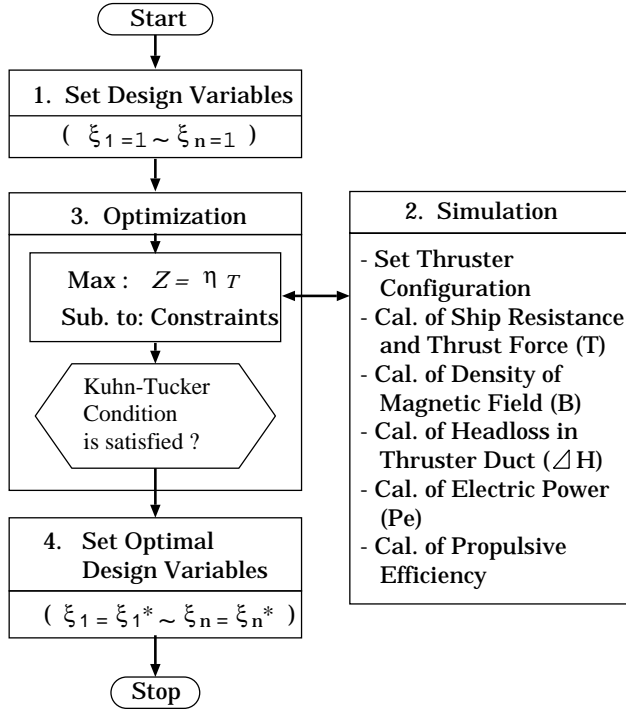 Start
1. Set Design Variables
( ξ1=1 ~ ξn=1 )
3. Optimization
Max : Z = η T
Sub. to: Constraints
Kuhn-Tucker
Condition
is satisfied ?
4. Set Optimal
Design Variables
( ξ1 = ξ1* ~ ξn = ξn* )
Stop
2. Simulation
- Set Thruster
Configuration
- Cal. of Ship Resistance
and Thrust Force (T)
- Cal. of Density of
Magnetic Field (B)
- Cal. of Headloss in
Thruster Duct (⊿H)
- Cal. of Electric Power
(Pe)
- Cal. of Propulsive
Efficiency